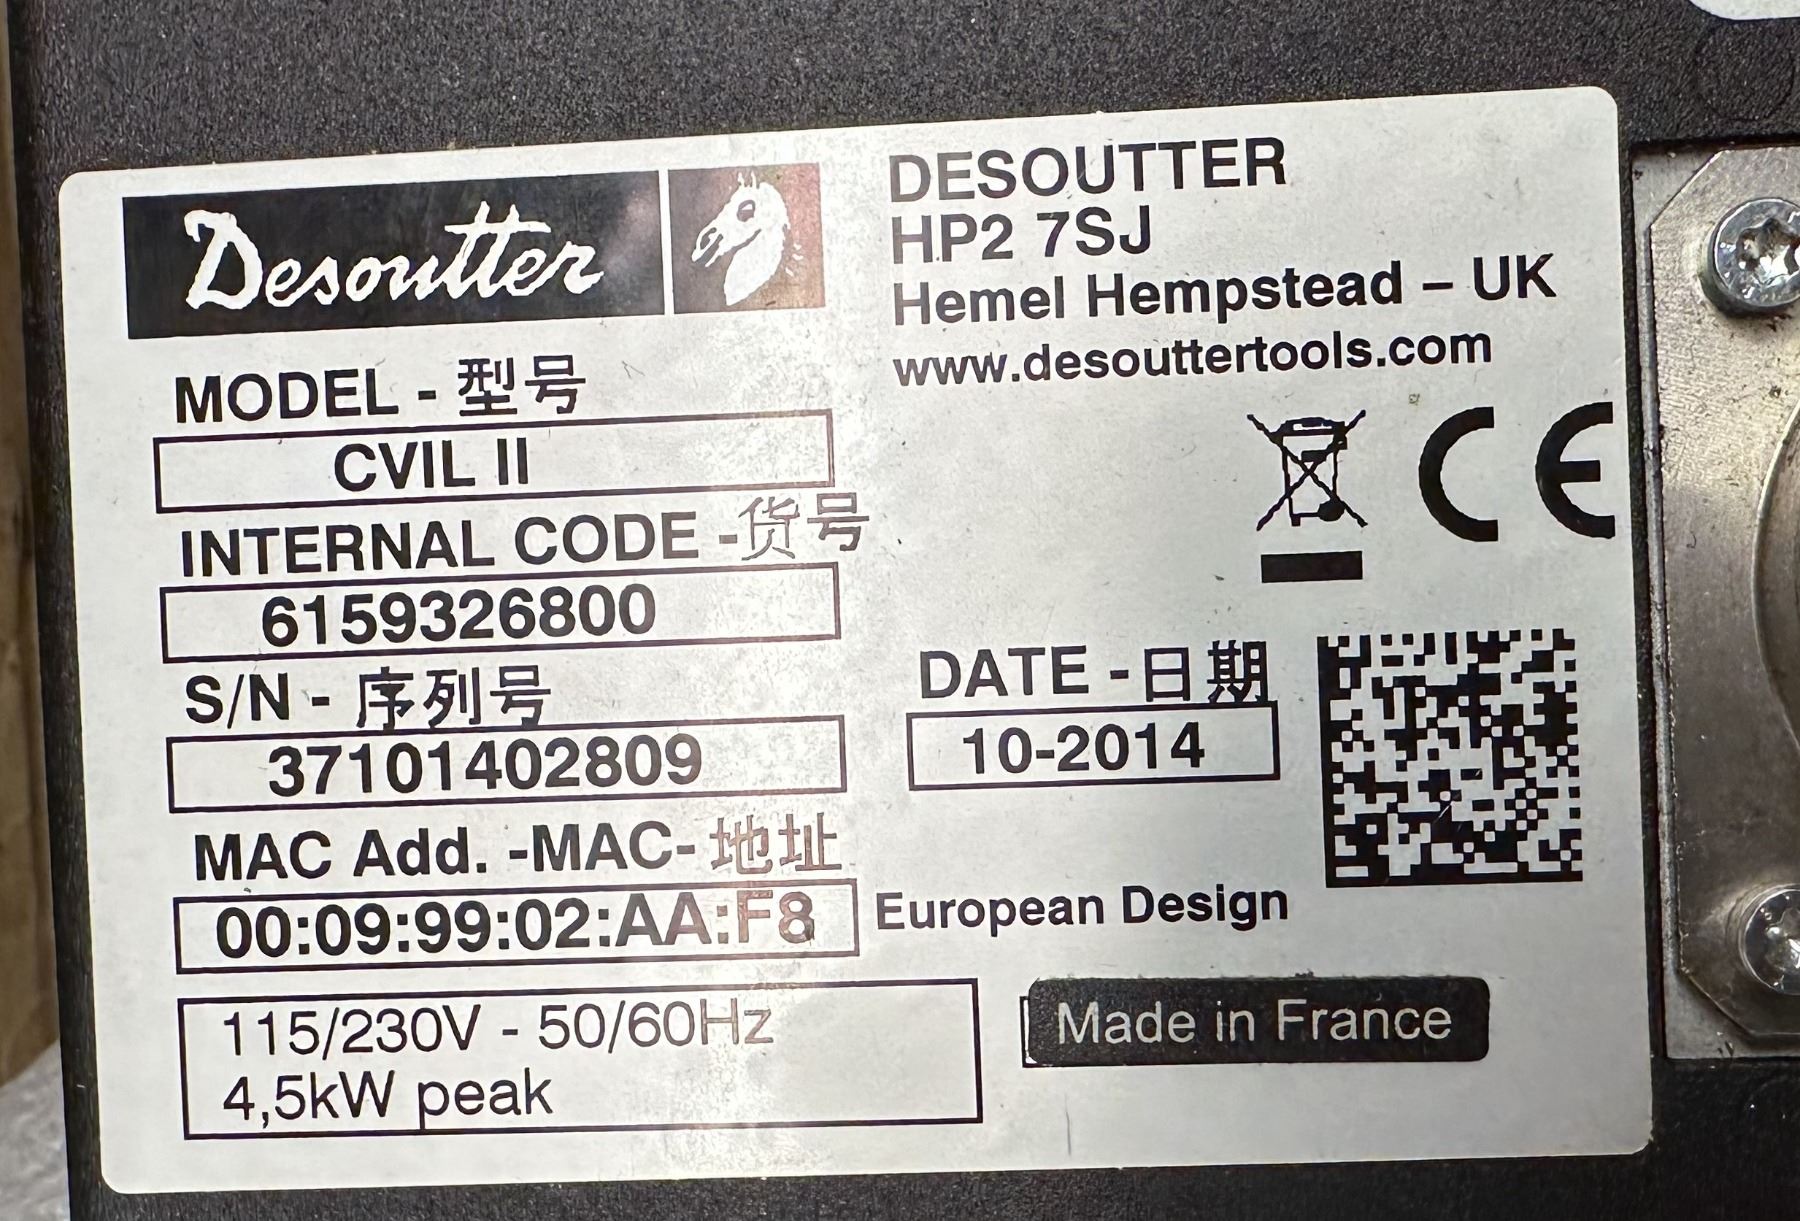 Desoutter
DESOUTTER
HP2 7SJ
Hemel Hempstead – UK
www.desouttertools.com
MODEL - 型号
CVIL II
INTERNAL CODE -货号
6159326800
S/N - 序列号
37101402809
DATE -日期
10-2014
MAC Add. -MAC- 地址
00:09:99:02:AA:F8
European Design
115/230V - 50/60Hz
4,5kW peak
Made in France
CE